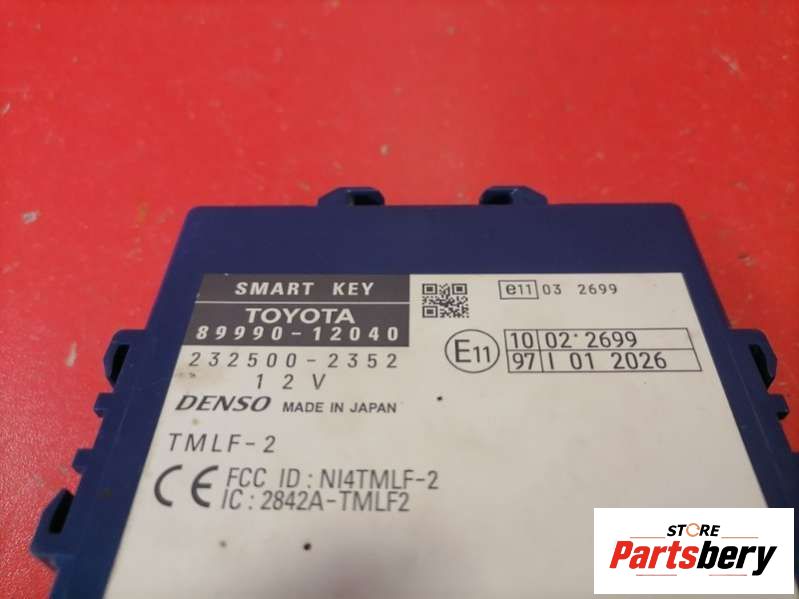 SMART KEY
TOYOTA
89990-12040
232500-2352
12V
DENSO MADE IN JAPAN
TMLF-2
CE FCC ID : NI4TMLF-2
IC : 2842A-TMLF2
e11 03 2699
E11
10 02 2699
97 I 01 2026
STORE
Partsbery